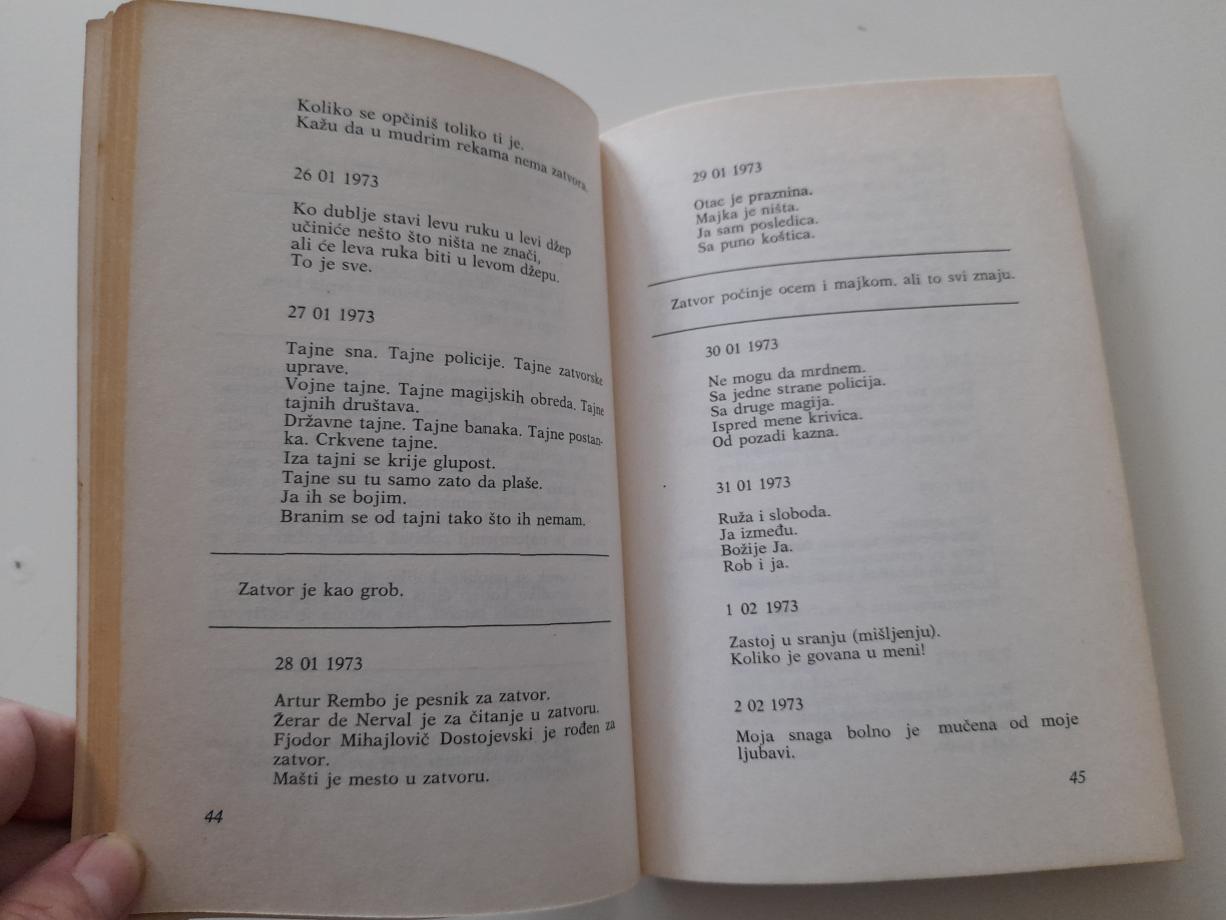 Koliko se opčiniš toliko ti je.
Kažu da u mudrim rekama nema zatvora.
26 01 1973
Ko dublje stavi levu ruku u levi džep
učiniće nešto što ništa ne znači,
ali će leva ruka biti u levom džepu.
To je sve.
27 01 1973
Tajne sna. Tajne policije. Tajne zatvorske
uprave.
Vojne tajne. Tajne magijskih obreda. Tajne
tajnih društava.
Državne tajne. Tajne banaka. Tajne postan-
ka. Crkvene tajne.
Iza tajni se krije glupost.
Tajne su tu samo zato da plaše.
Ja ih se bojim.
Branim se od tajni tako što ih nemam.
Zatvor je kao grob.
28 01 1973
Artur Rembo je pesnik za zatvor.
Žerar de Nerval je za čitanje u zatvoru.
Fjodor Mihajlovič Dostojevski je rođen za
zatvor.
Mašti je mesto u zatvoru.
44
29 01 1973
Otac je praznina.
Majka je ništa.
Ja sam posledica.
Sa puno koštica.
Zatvor počinje ocem i majkom. ali to svi znaju.
30 01 1973
Ne mogu da mrdnem.
Sa jedne strane policija.
Sa druge magija.
Ispred mene krivica.
Od pozadi kazna.
31 01 1973
Ruža i sloboda.
Ja između.
Božije Ja.
Rob i ja.
1 02 1973
Zastoj u sranju (mišljenju).
Koliko je govana u meni!
2 02 1973
Moja snaga bolno je mučena od moje
ljubavi.
45